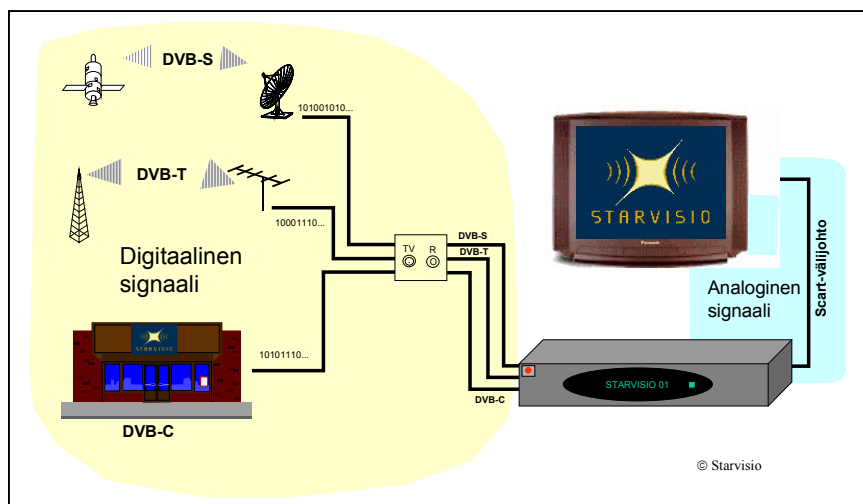 DVB-S
101001010...
DVB-T
10001110...
Digitaalinen
signaali
STARVISIO
10101110...
DVB-C
TV R
DVB-S
DVB-T
DVB-C
STARVISIO
Panasonic
Analoginen
signaali
Scart-välijohto
STARVISIO 01
© Starvisio